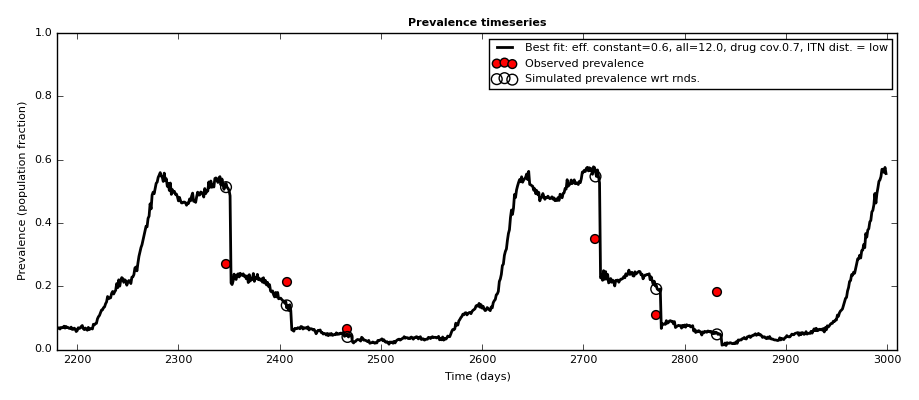 Prevalence timeseries
Best fit: eff. constant=0.6, all=12.0, drug cov.0.7, ITN dist. = low
Observed prevalence
Simulated prevalence wrt rnds.
Prevalence (population fraction)
1.0
0.8
0.6
0.4
0.2
0.0
2200 2300 2400 2500 2600 2700 2800 2900 3000
Time (days)